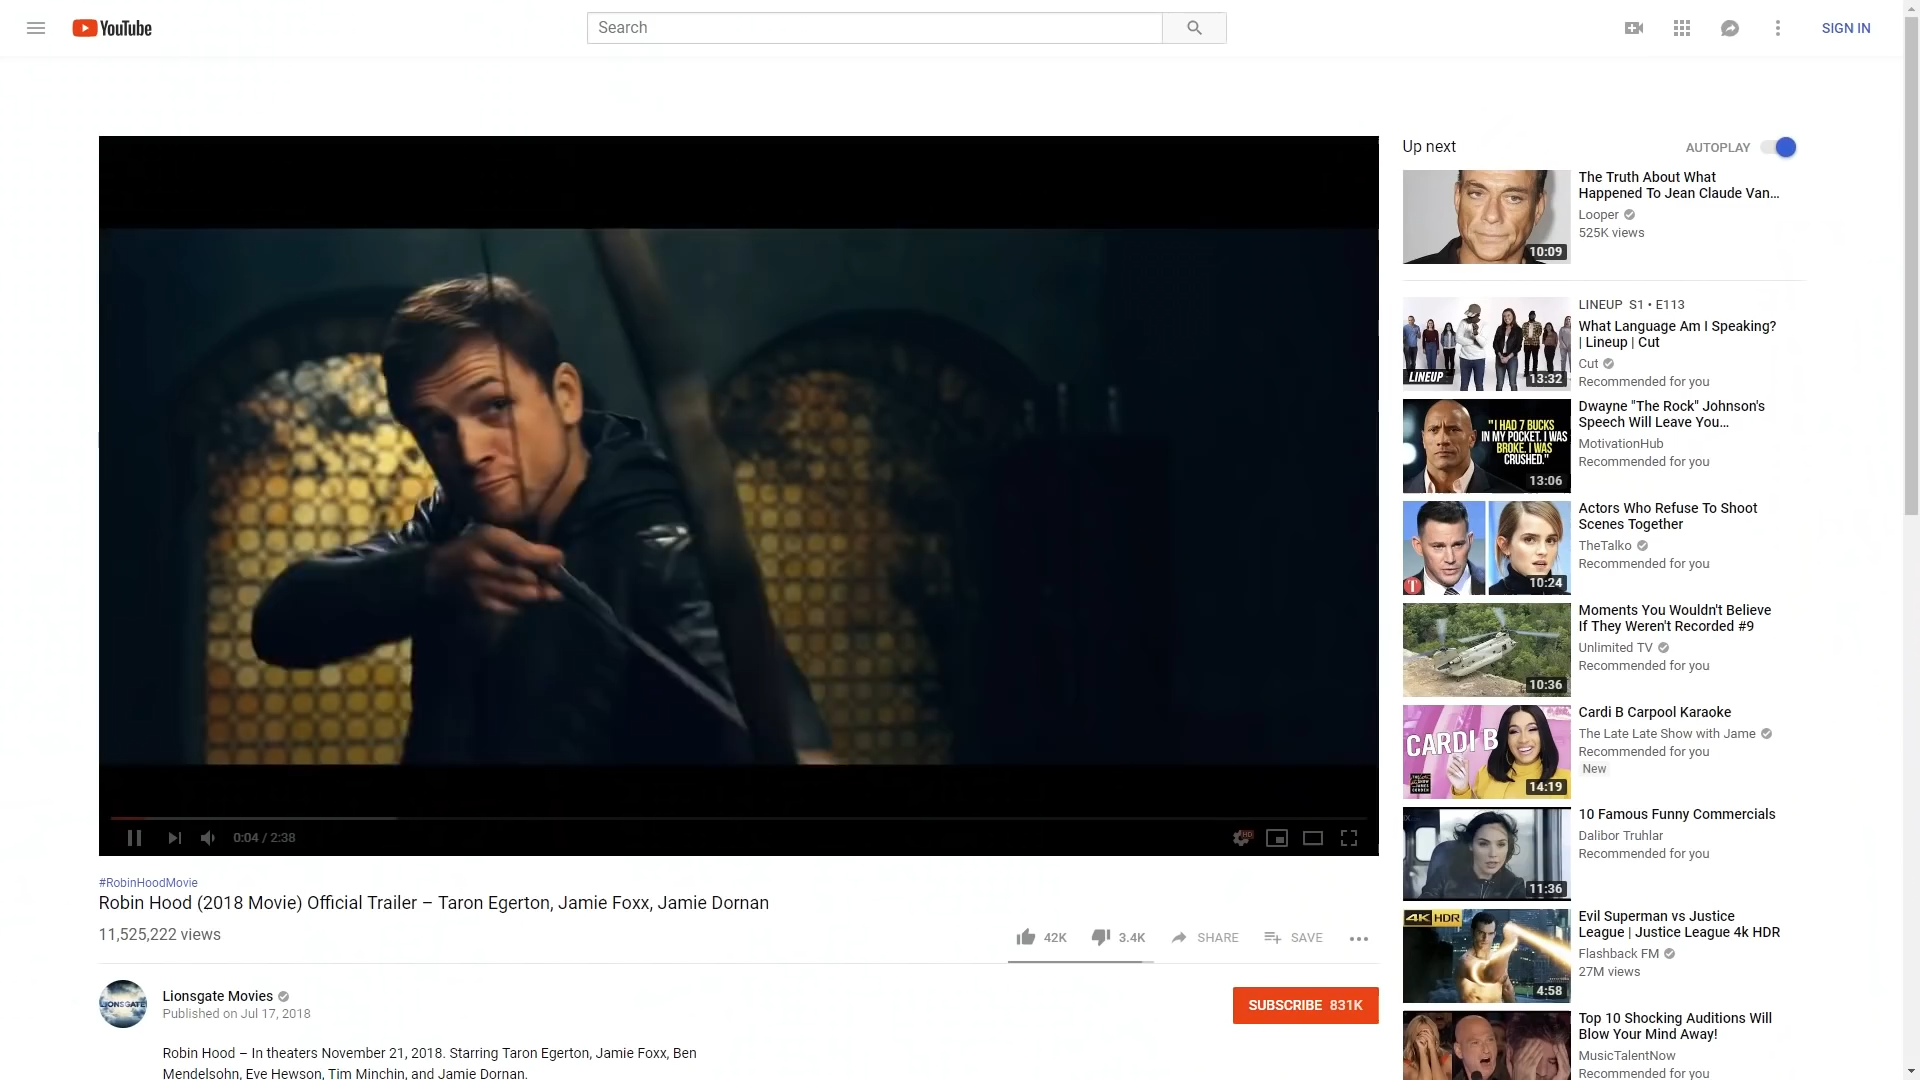 YouTube
Search
SIGN IN
Up next
AUTOPLAY
The Truth About What
Happened To Jean Claude Van...
Looper
525K views
10:09
LINEUP S1 • E113
What Language Am I Speaking?
| Lineup | Cut
Cut
Recommended for you
LINEUP
13:32
Dwayne "The Rock" Johnson's
Speech Will Leave You...
MotivationHub
Recommended for you
"I HAD 7 BUCKS
IN MY POCKET. I WAS
BROKE. I WAS
CRUSHED."
13:06
Actors Who Refuse To Shoot
Scenes Together
TheTalko
Recommended for you
T
10:24
Moments You Wouldn't Believe
If They Weren't Recorded #9
Unlimited TV
Recommended for you
10:36
Cardi B Carpool Karaoke
The Late Late Show with Jame
Recommended for you
New
CARDI B
14:19
10 Famous Funny Commercials
Dalibor Truhlar
Recommended for you
11:36
Evil Superman vs Justice
League | Justice League 4k HDR
Flashback FM
27M views
4K HDR
4:58
Top 10 Shocking Auditions Will
Blow Your Mind Away!
MusicTalentNow
Recommended for you
0:04 / 2:38
HD
#RobinHoodMovie
Robin Hood (2018 Movie) Official Trailer – Taron Egerton, Jamie Foxx, Jamie Dornan
11,525,222 views
42K
3.4K
SHARE
SAVE
LIONSGATE
Lionsgate Movies
Published on Jul 17, 2018
SUBSCRIBE 831K
Robin Hood – In theaters November 21, 2018. Starring Taron Egerton, Jamie Foxx, Ben
Mendelsohn, Eve Hewson, Tim Minchin, and Jamie Dornan.